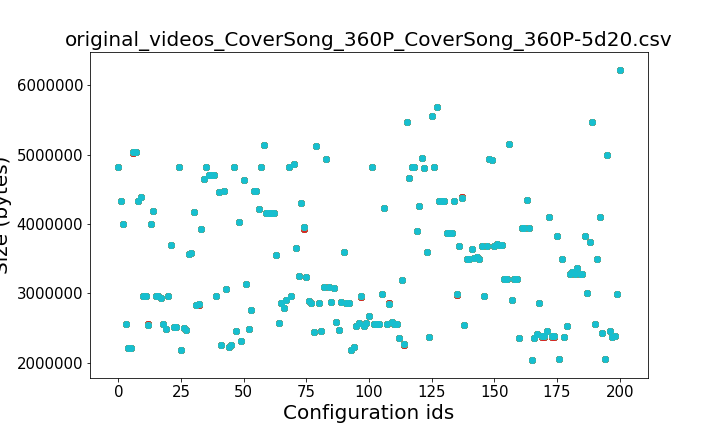 original_videos_CoverSong_360P_CoverSong_360P-5d20.csv
6000000
5000000
4000000
3000000
2000000
Size (bytes)
0 25 50 75 100 125 150 175 200
Configuration ids